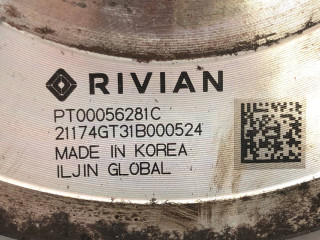 RIVIAN
PT00056281C
21174GT31B000524
MADE IN KOREA
ILJIN GLOBAL